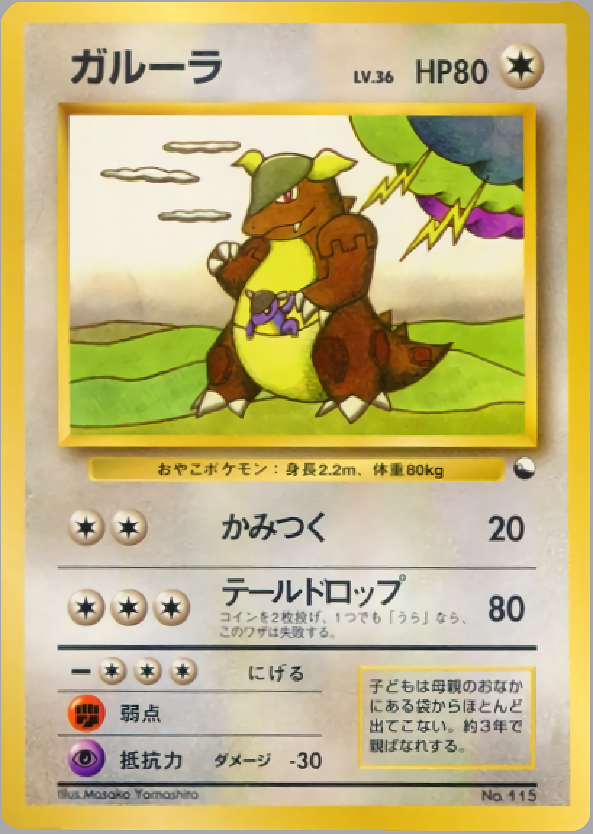 ガルーラ LV.36 HP80
おやこポケモン：身長2.2m、体重80kg
かみつく 20
テールドロップ 80
コインを2枚投げ、1つでも「うら」なら、
このワザは失敗する。
ーにげる
弱点
抵抗力 ダメージ -30
子どもは母親のおなか
にある袋からほとんど
出てこない。約3年で
親ばなれする。
Illus. Masako Yamashita No. 115